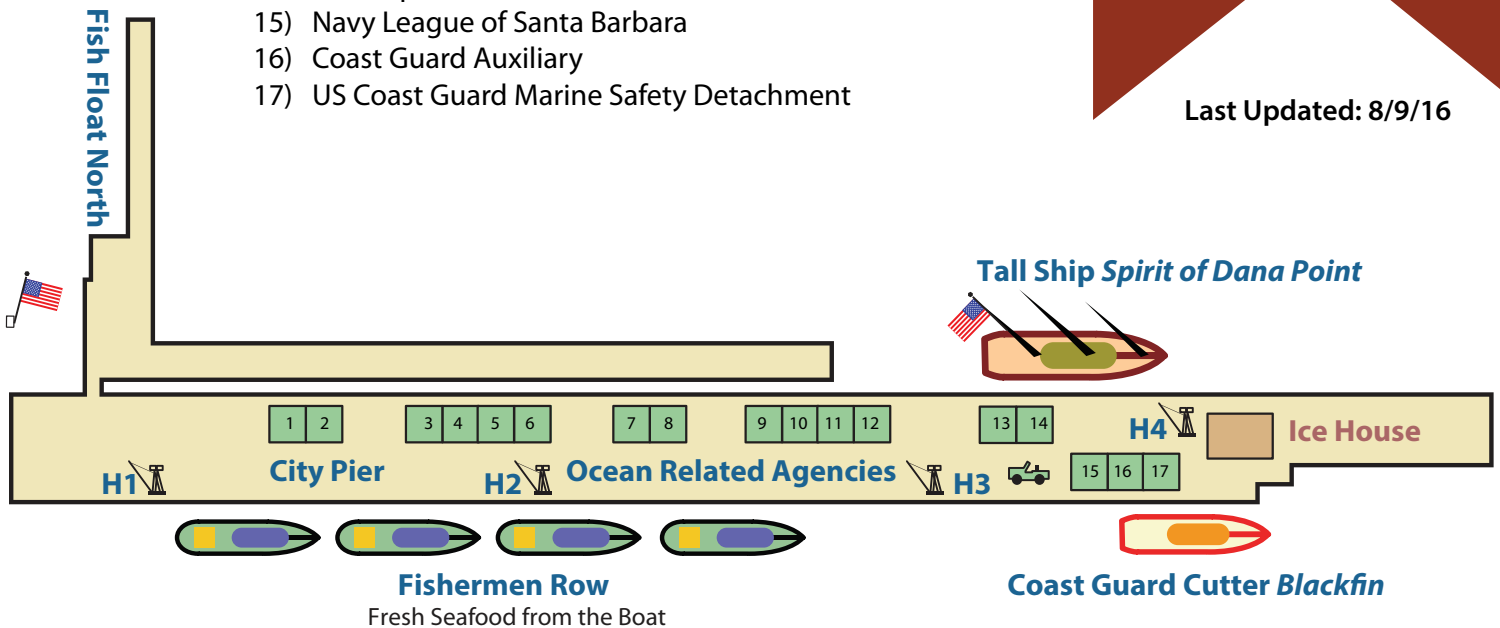 15) Navy League of Santa Barbara
16) Coast Guard Auxiliary
17) US Coast Guard Marine Safety Detachment
Last Updated: 8/9/16
Fish Float North
Tall Ship Spirit of Dana Point
1 2 3 4 5 6 7 8 9 10 11 12 13 14
H4
Ice House
H1
City Pier
H2
Ocean Related Agencies
H3
15 16 17
Fishermen Row
Fresh Seafood from the Boat
Coast Guard Cutter Blackfin